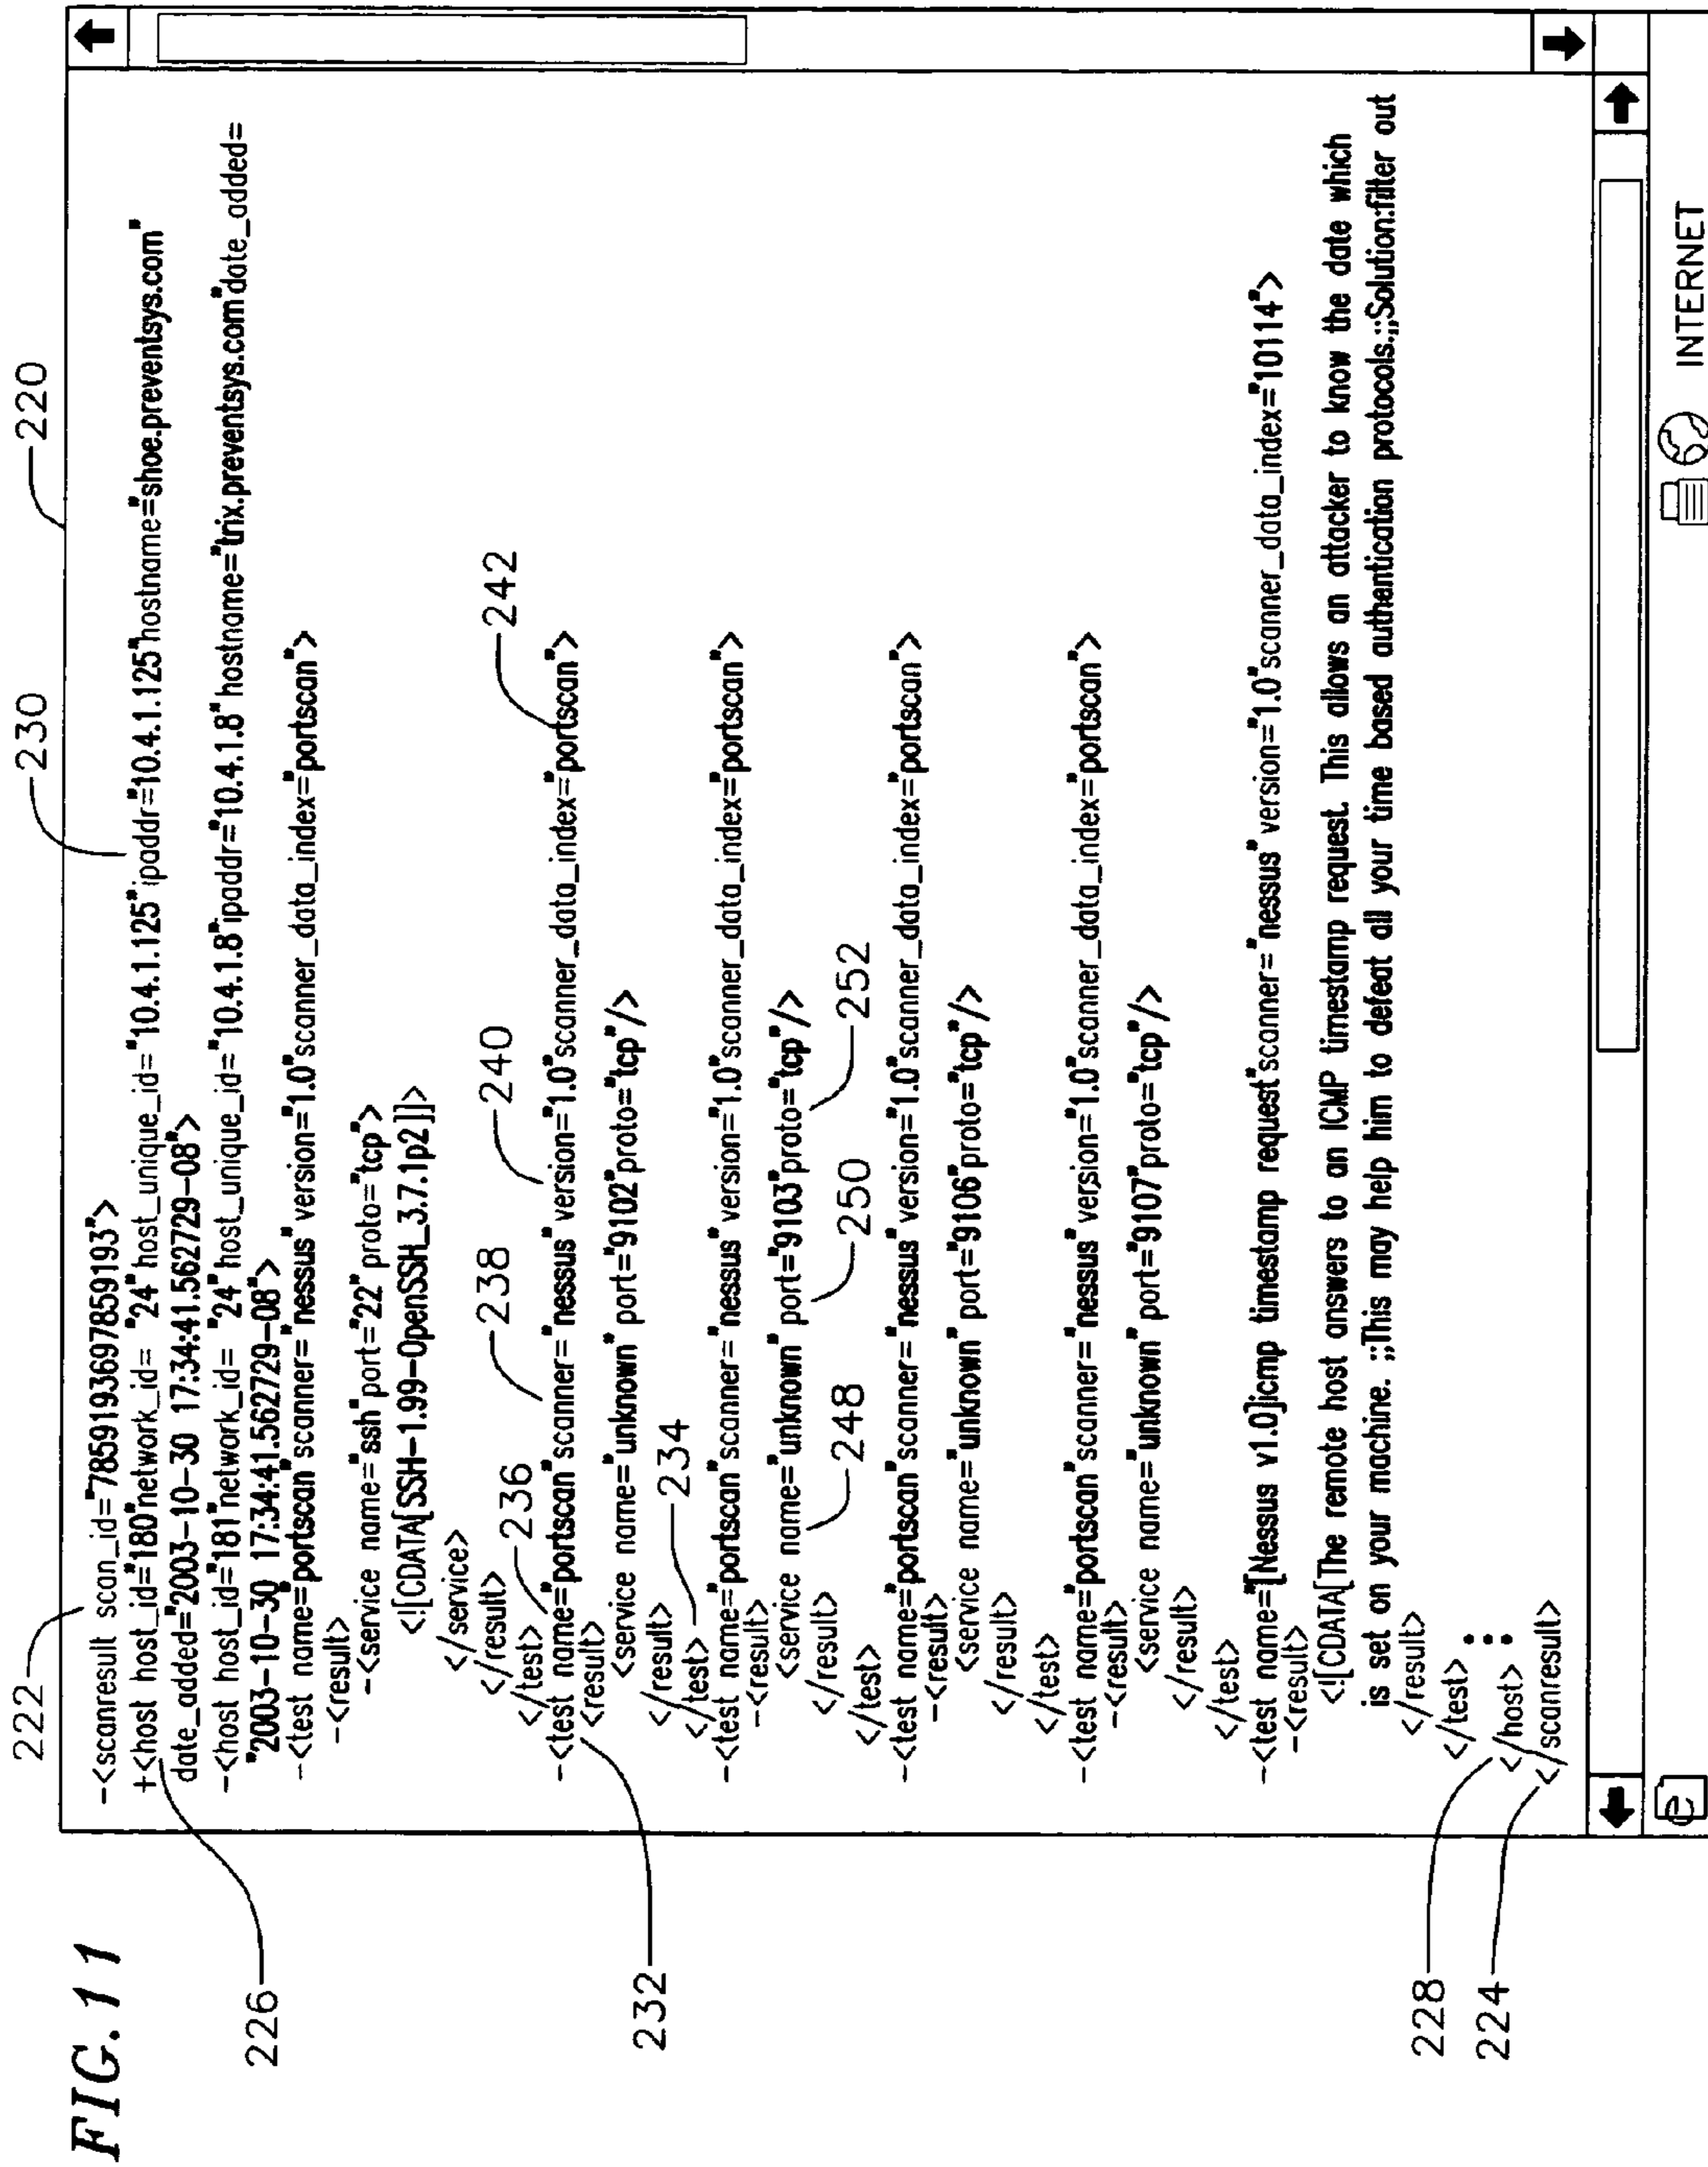 FIG. 11
222
230
220
-<scanresult scan_id="7859193697859193">
+<host host_id="180"network_id= "24"host_unique_id="10.4.1.125"ipaddr="10.4.1.125"hostname="shoe.preventsys.com"
date_added="2003-10-30 17:34:41.562729-08">
-<host host_id="181"network_id= "24"host_unique_id="10.4.1.8"ipaddr="10.4.1.8"hostname="trix.preventsys.com"date_added=
"2003-10-30 17:34:41.562729-08">
226
-<test name="portscan"scanner="nessus"version="1.0"scanner_data_index="portscan">
-<result>
-<service name="ssh"port="22"proto="tcp">
<![CDATA[SSH-1.99-OpenSSH_3.7.1p2]]>
</service>
</result>
</test>
236
238
240
242
-<test name="portscan"scanner="nessus"version="1.0"scanner_data_index="portscan">
<result>
232
<service name="unknown"port="9102"proto="tcp"/>
</result>
</test>
234
-<test name="portscan"scanner="nessus"version="1.0"scanner_data_index="portscan">
-<result>
<service name="unknown"port="9103"proto="tcp"/>
</result>
</test>
248
250
252
-<test name="portscan"scanner="nessus"version="1.0"scanner_data_index="portscan">
-<result>
<service name="unknown"port="9106"proto="tcp"/>
</result>
</test>
-<test name="portscan"scanner="nessus"version="1.0"scanner_data_index="portscan">
-<result>
<service name="unknown"port="9107"proto="tcp"/>
</result>
</test>
-<test name="[Nessus v1.0]icmp timestamp request"scanner="nessus"version="1.0"scanner_data_index="10114">
-<result>
<![CDATA[The remote host answers to an ICMP timestamp request. This allows an attacker to know the date which
is set on your machine. ;;This may help him to defeat all your time based authentication protocols.;;Solution:filter out
</result>
</test>
228
</host>
224
</scanresult>
e
INTERNET